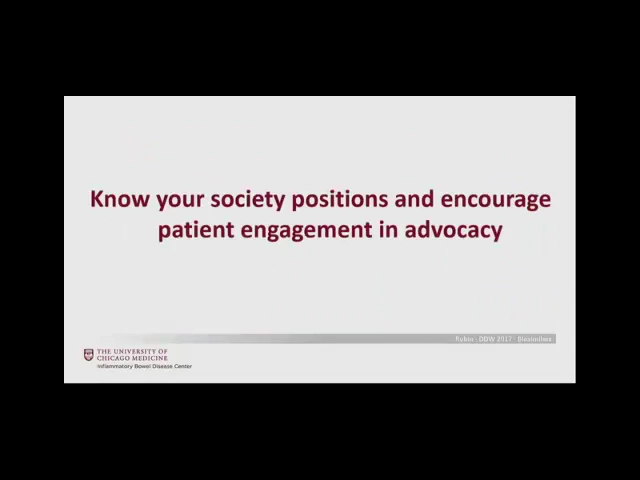 Know your society positions and encourage
patient engagement in advocacy
Rubin - DDW 2017 - Biosimilars
THE UNIVERSITY OF
CHICAGO MEDICINE
Inflammatory Bowel Disease Center